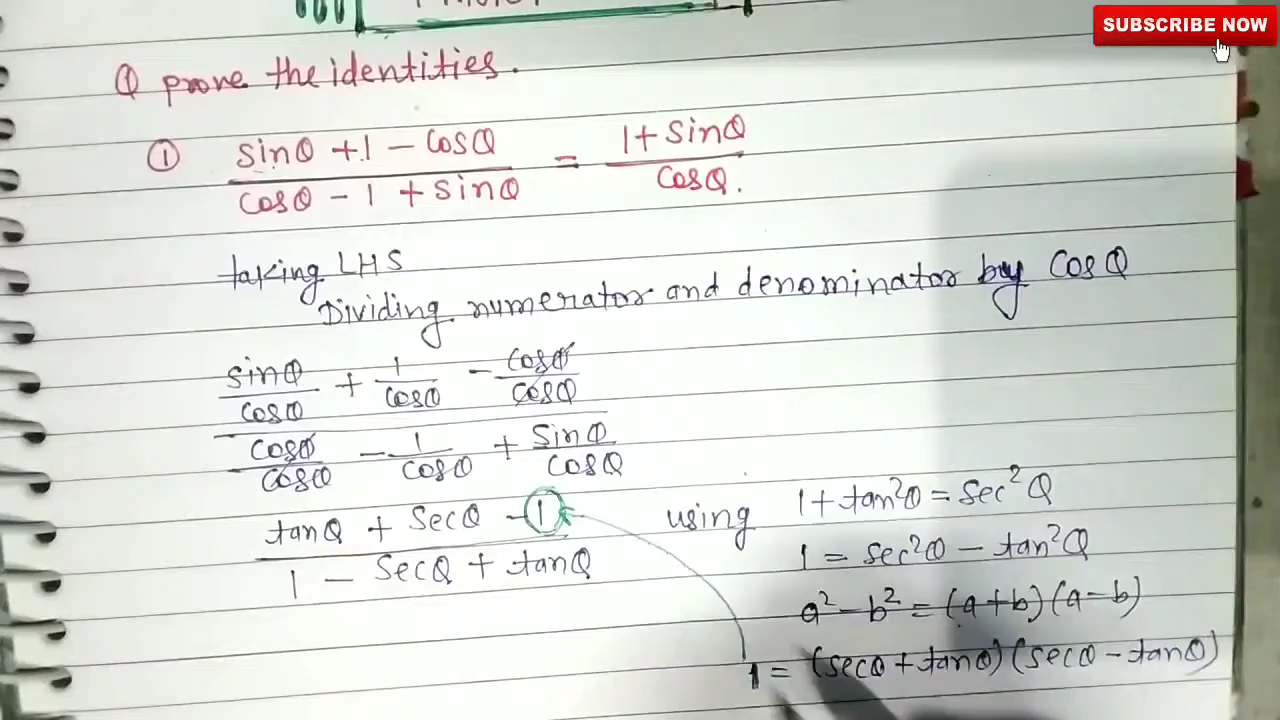 SUBSCRIBE NOW
Q prove the identities.
① (sinθ + 1 - cosθ)/(cosθ - 1 + sinθ) = (1 + sinθ)/(cosθ).
taking LHS
Dividing numerator and denominator by cosθ
(sinθ/cosθ + 1/cosθ - cosθ/cosθ)/(cosθ/cosθ - 1/cosθ + sinθ/cosθ)
(tanθ + secθ - 1)/(1 - secθ + tanθ) using 1 + tan²θ = sec²θ
1 = sec²θ - tan²θ
a² - b² = (a+b)(a-b)
1 = (secθ + tanθ)(secθ - tanθ)